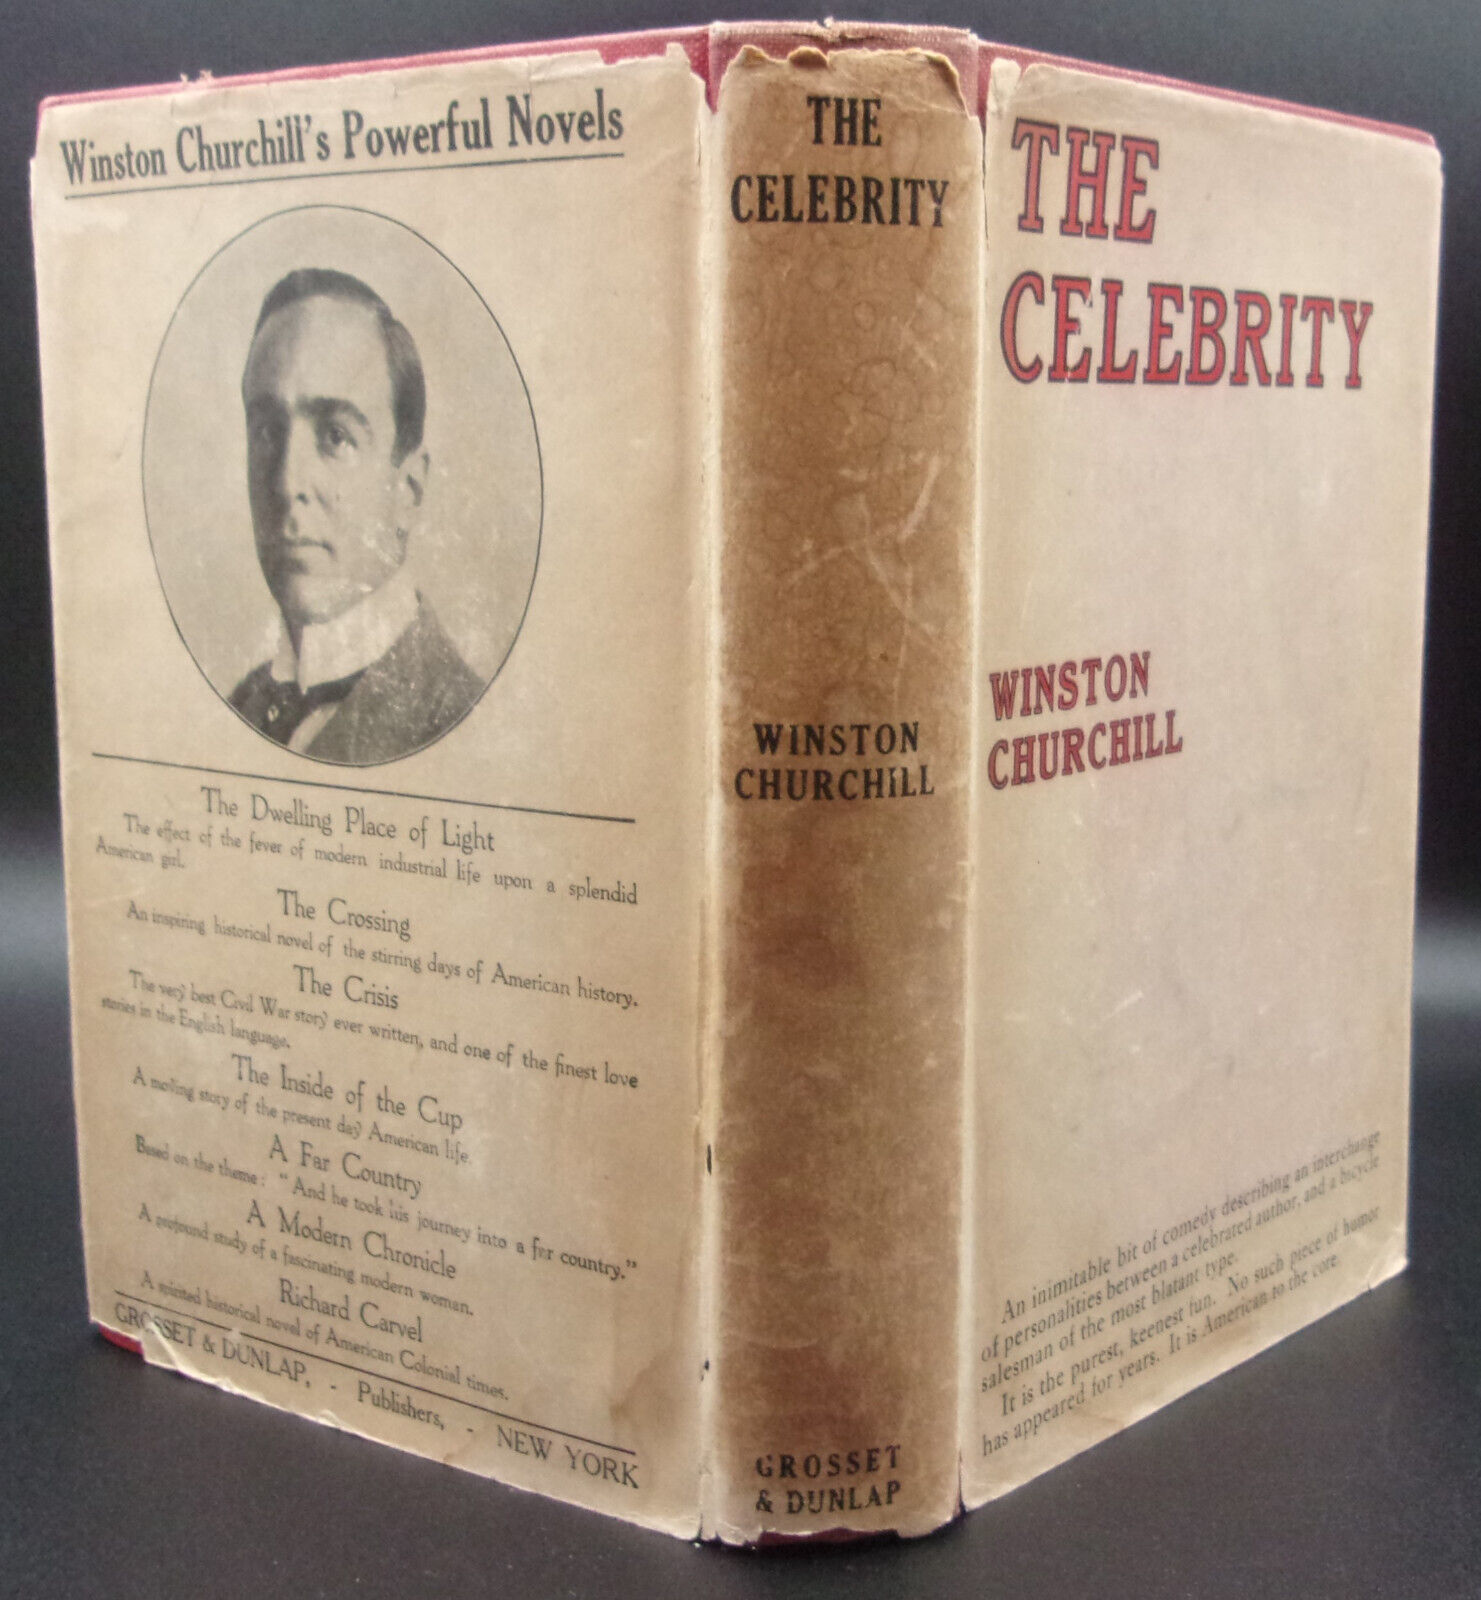 Winston Churchill's Powerful Novels
The Dwelling Place of Light
The effect of the fever of modern industrial life upon a splendid
American girl.
The Crossing
An inspiring historical novel of the stirring days of American history.
The Crisis
The very best Civil War story ever written, and one of the finest love
stories in the English language.
The Inside of the Cup
A moving story of the present day American life.
A Far Country
Based on the theme: "And he took his journey into a far country."
A Modern Chronicle
A profound study of a fascinating modern woman.
Richard Carvel
A spirited historical novel of American Colonial times.
GROSSET & DUNLAP, - Publishers, - NEW YORK
THE
CELEBRITY
WINSTON
CHURCHILL
GROSSET
& DUNLAP
THE
CELEBRITY
WINSTON
CHURCHILL
An inimitable bit of comedy describing an interchange
of personalities between a celebrated author, and a bicycle
salesman of the most blatant type.
It is the purest, keenest fun. No such piece of humor
has appeared for years. It is American to the core.